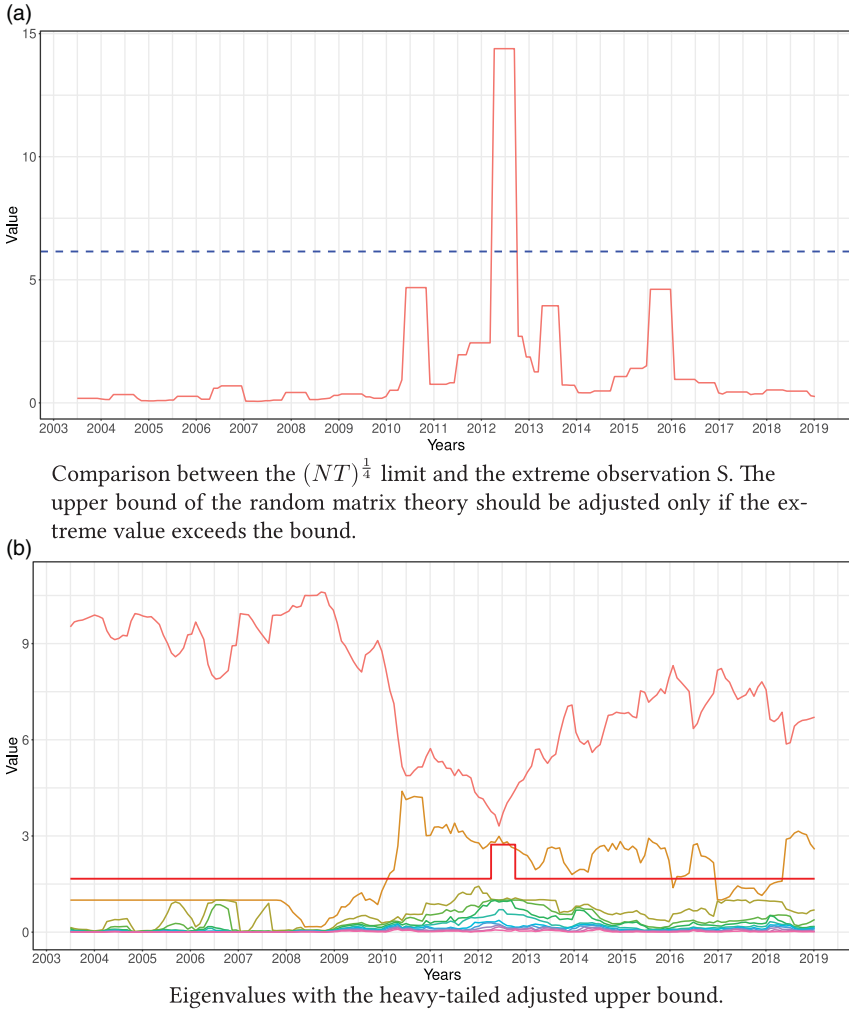 (a)
15
10
5
0
Value
2003 2004 2005 2006 2007 2008 2009 2010 2011 2012 2013 2014 2015 2016 2017 2018 2019
Years
Comparison between the $(NT)^{\frac{1}{4}}$ limit and the extreme observation S. The
upper bound of the random matrix theory should be adjusted only if the ex-
treme value exceeds the bound.
(b)
9
6
3
0
Value
2003 2004 2005 2006 2007 2008 2009 2010 2011 2012 2013 2014 2015 2016 2017 2018 2019
Years
Eigenvalues with the heavy-tailed adjusted upper bound.